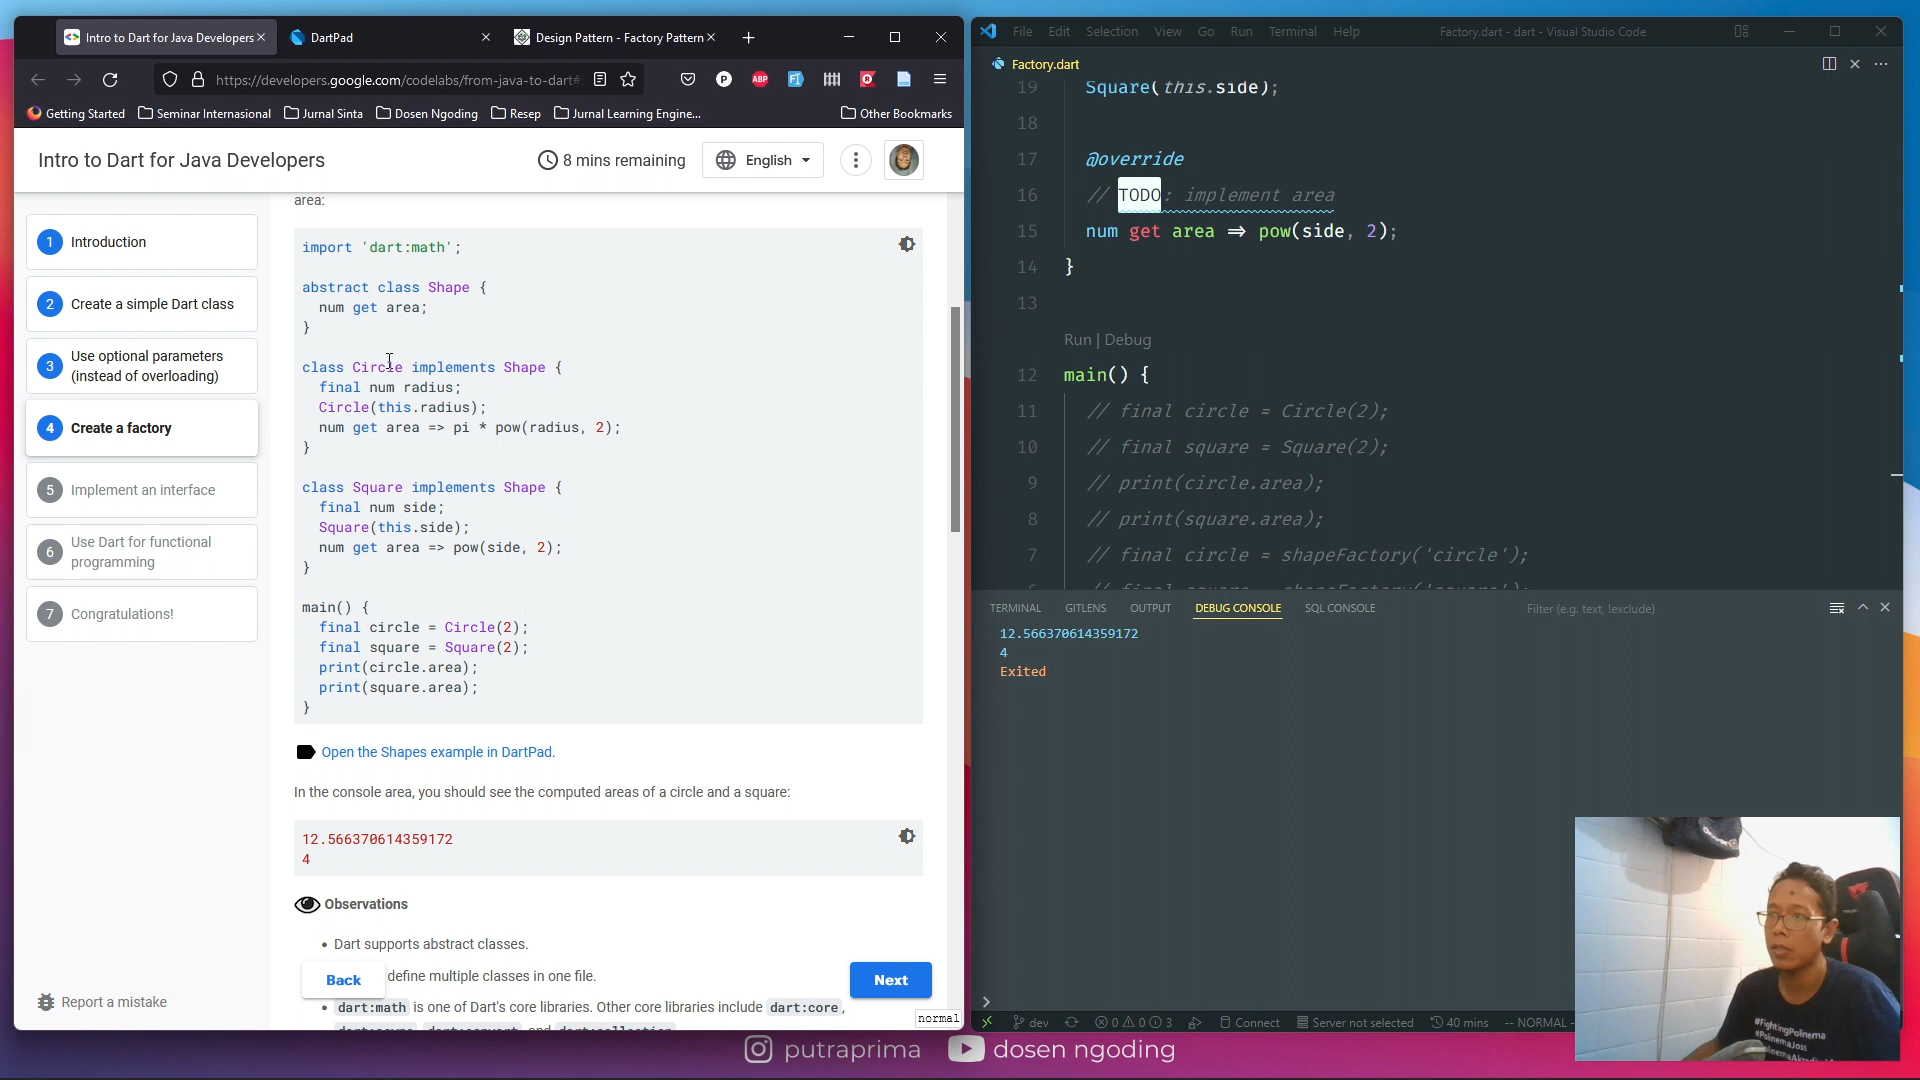 Intro to Dart for Java Developers
DartPad
Design Pattern - Factory Pattern
https://developers.google.com/codelabs/from-java-to-dart#
Getting Started
Seminar Internasional
Jurnal Sinta
Dosen Ngoding
Resep
Jurnal Learning Engine...
Other Bookmarks
Intro to Dart for Java Developers
8 mins remaining
English
1 Introduction
2 Create a simple Dart class
3 Use optional parameters
(instead of overloading)
4 Create a factory
5 Implement an interface
6 Use Dart for functional
programming
7 Congratulations!
Report a mistake
area:
import 'dart:math';
abstract class Shape {
num get area;
}
class Circle implements Shape {
final num radius;
Circle(this.radius);
num get area => pi * pow(radius, 2);
}
class Square implements Shape {
final num side;
Square(this.side);
num get area => pow(side, 2);
}
main() {
final circle = Circle(2);
final square = Square(2);
print(circle.area);
print(square.area);
}
Open the Shapes example in DartPad.
In the console area, you should see the computed areas of a circle and a square:
12.566370614359172
4
Observations
• Dart supports abstract classes.
define multiple classes in one file.
• dart:math is one of Dart's core libraries. Other core libraries include dart:core,
Back
Next
normal
File Edit Selection View Go Run Terminal Help
Factory.dart - dart - Visual Studio Code
Factory.dart
19 Square(this.side);
18
17 @override
16 // TODO: implement area
15 num get area => pow(side, 2);
14 }
13
Run | Debug
12 main() {
11 // final circle = Circle(2);
10 // final square = Square(2);
9 // print(circle.area);
8 // print(square.area);
7 // final circle = shapeFactory('circle');
TERMINAL GITLENS OUTPUT DEBUG CONSOLE SQL CONSOLE
Filter (e.g. text, !exclude)
12.566370614359172
4
Exited
dev
0 0 3
Connect
Server not selected
40 mins
-- NORMAL -
#FightingPolinema
#PolinemaJoss
putraprima
dosen ngoding